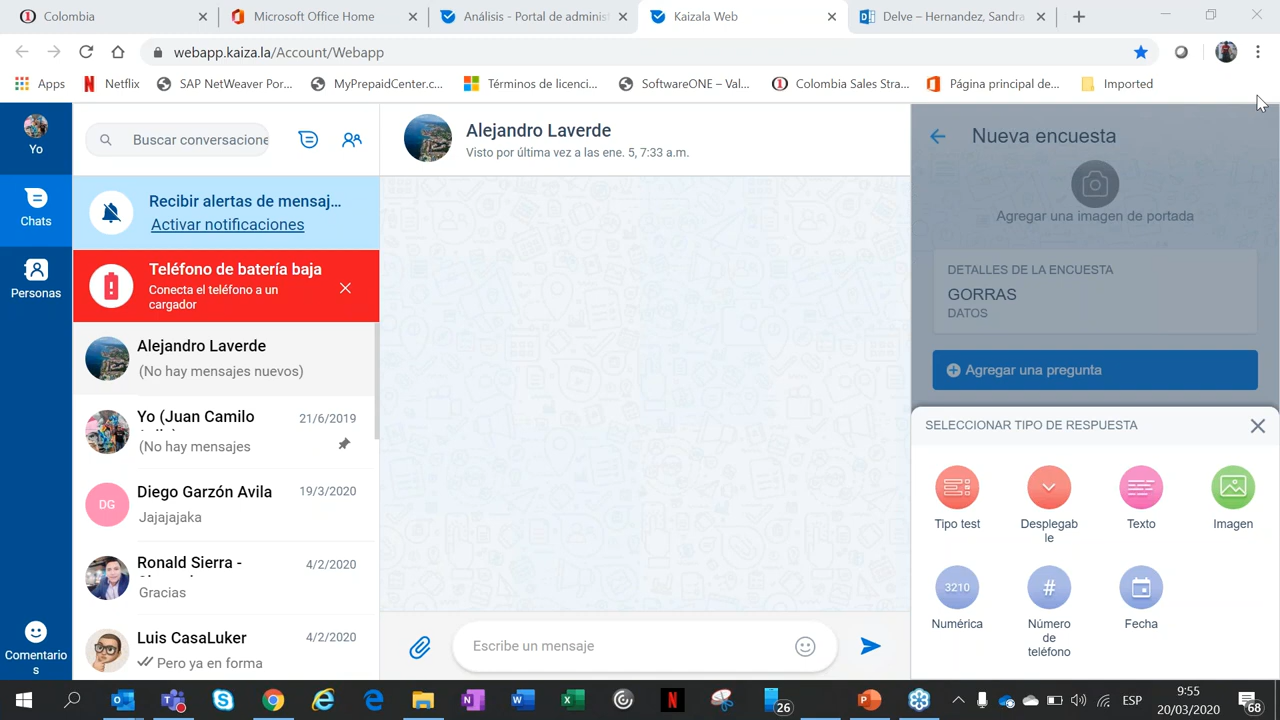 Colombia
Microsoft Office Home
Análisis - Portal de administ
Kaizala Web
Delve – Hernandez, Sandra
webapp.kaiza.la/Account/Webapp
Apps
Netflix
SAP NetWeaver Por...
MyPrepaidCenter.c...
Términos de licenci...
SoftwareONE – Val...
Colombia Sales Stra...
Página principal de...
Imported
Yo
Chats
Personas
Comentario
s
Buscar conversacione
Recibir alertas de mensaj...
Activar notificaciones
Teléfono de batería baja
Conecta el teléfono a un
cargador
Alejandro Laverde
(No hay mensajes nuevos)
Yo (Juan Camilo
21/6/2019
(No hay mensajes
DG
Diego Garzón Avila
19/3/2020
Jajajajaka
Ronald Sierra -
4/2/2020
Gracias
Luis CasaLuker
4/2/2020
Pero ya en forma
Alejandro Laverde
Visto por última vez a las ene. 5, 7:33 a.m.
Escribe un mensaje
Nueva encuesta
Agregar una imagen de portada
DETALLES DE LA ENCUESTA
GORRAS
DATOS
Agregar una pregunta
SELECCIONAR TIPO DE RESPUESTA
Tipo test
Desplegab
le
Texto
Imagen
3210
Numérica
#
Número
de
teléfono
Fecha
26
ESP
9:55
20/03/2020
68